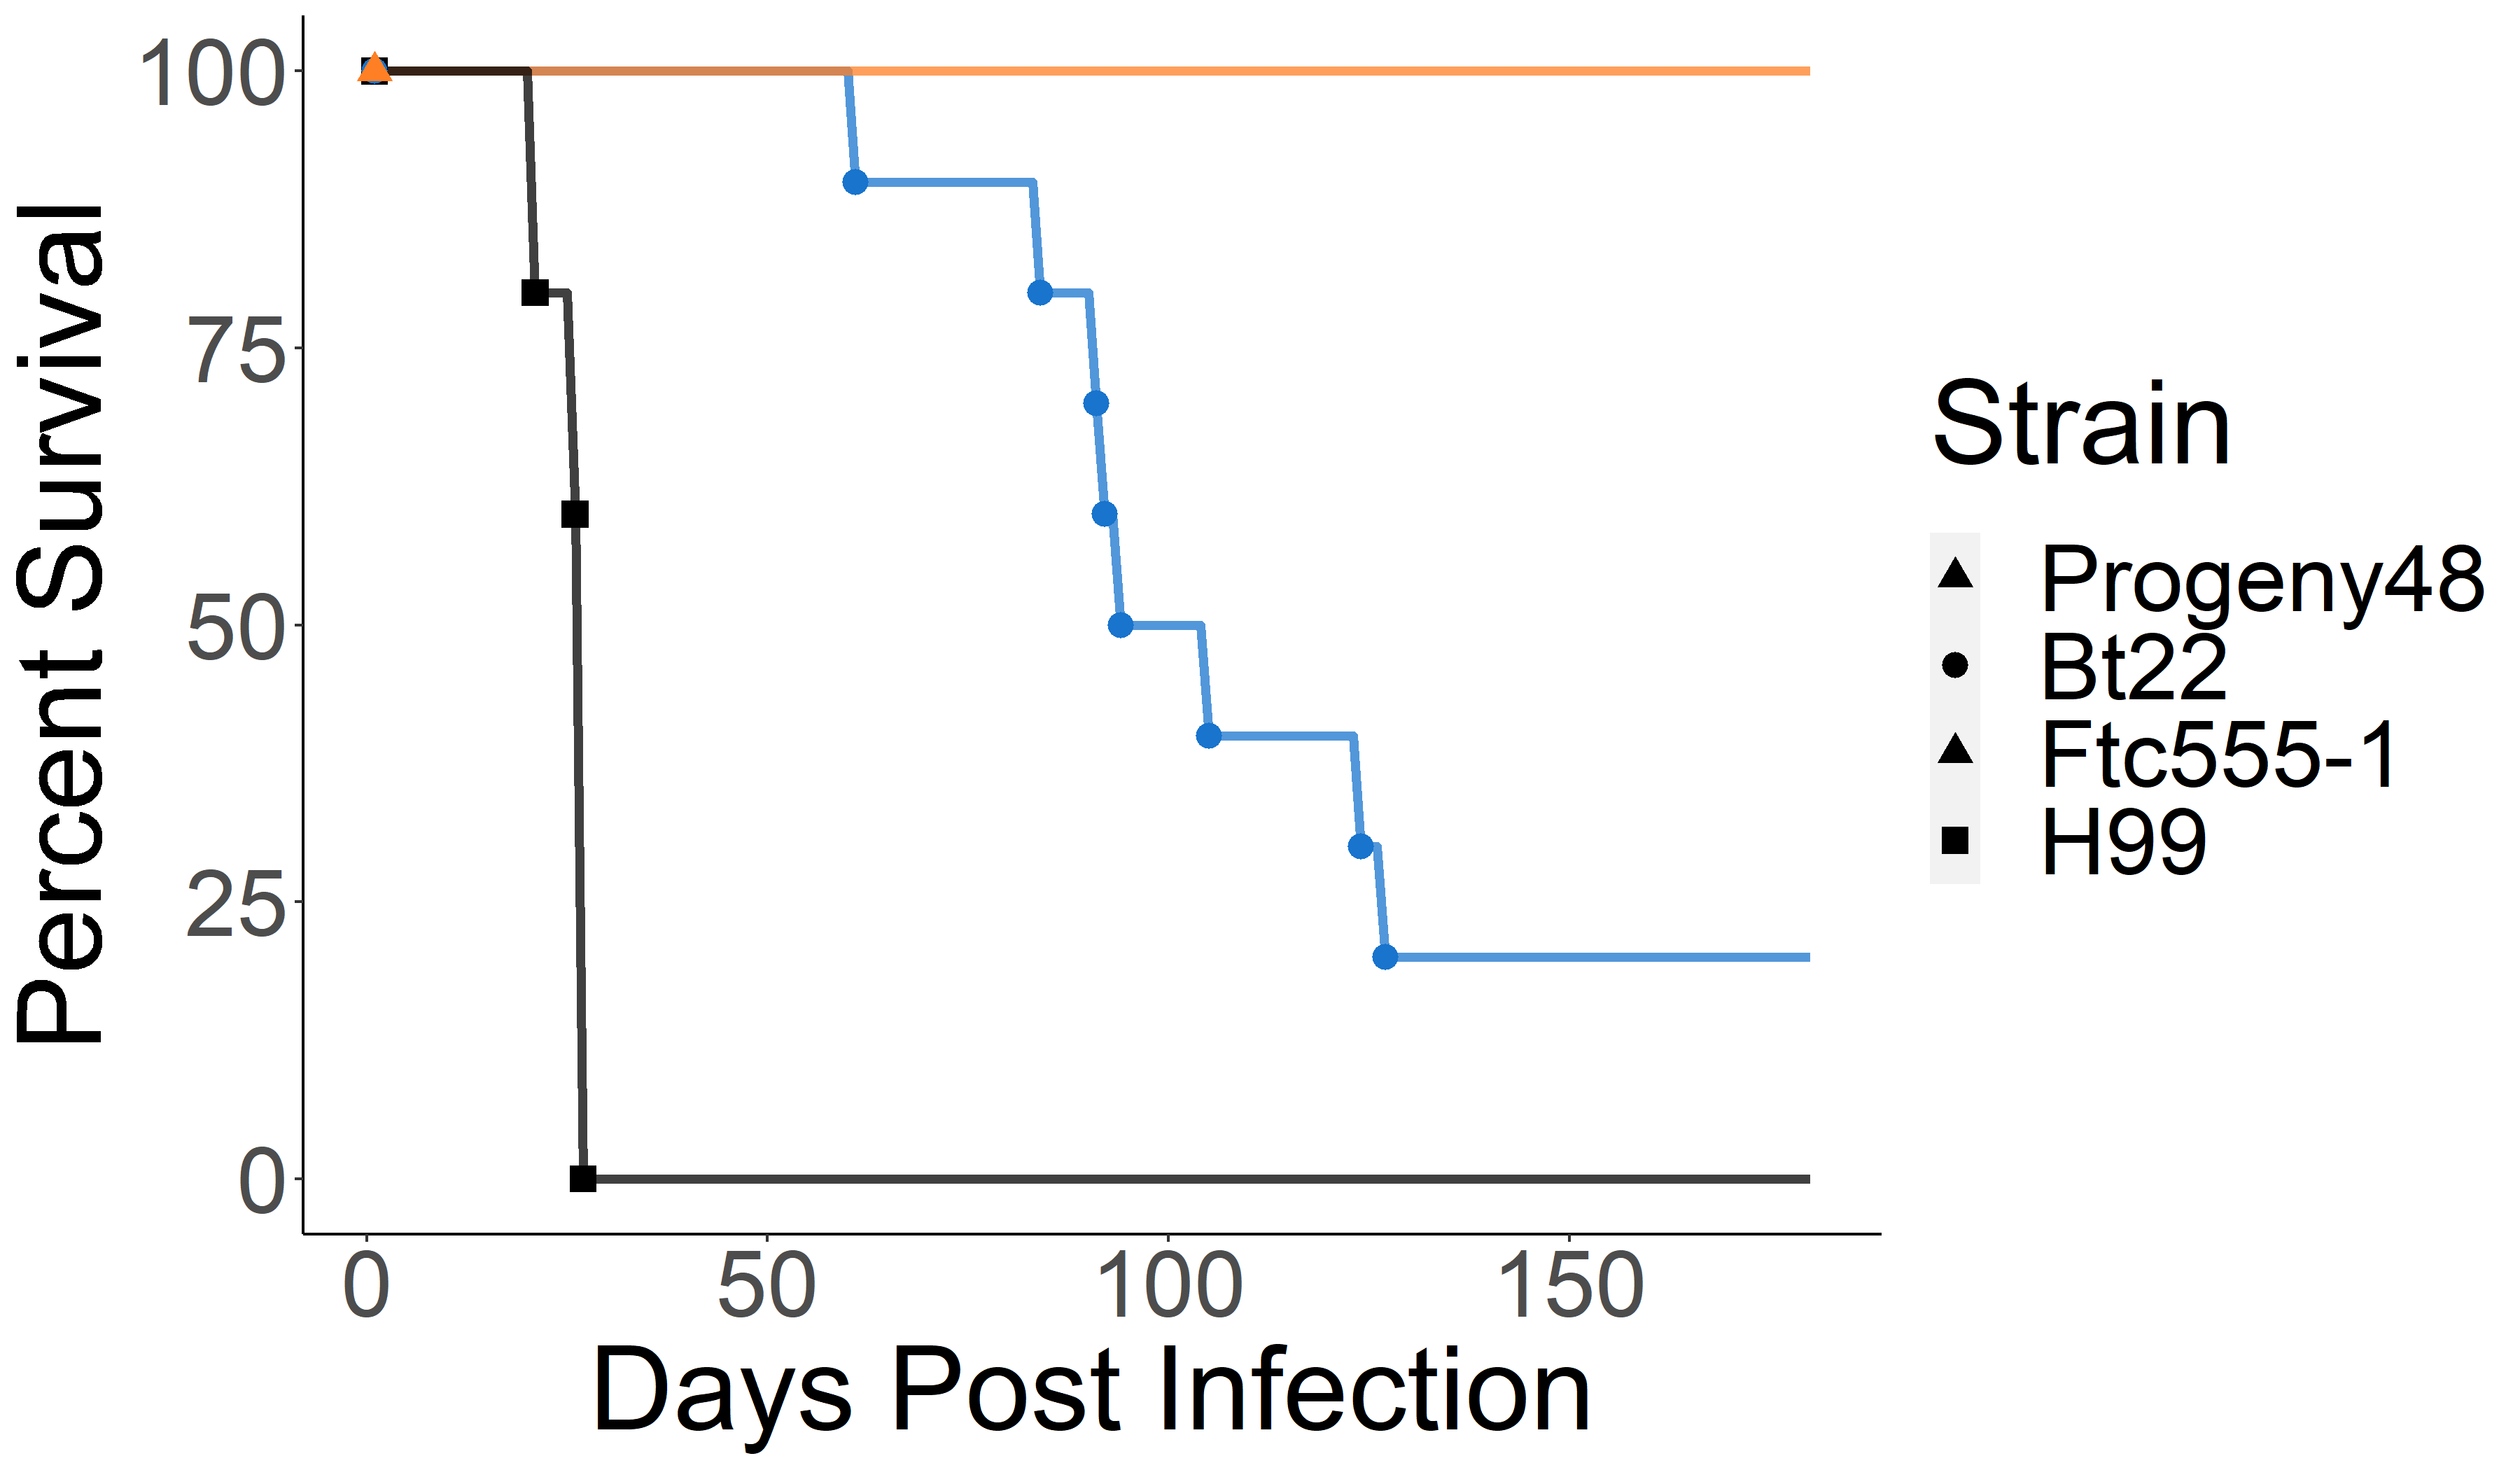 Percent Survival
100
75
50
25
0
0 50 100 150
Days Post Infection
Strain
Progeny48
Bt22
Ftc555-1
H99